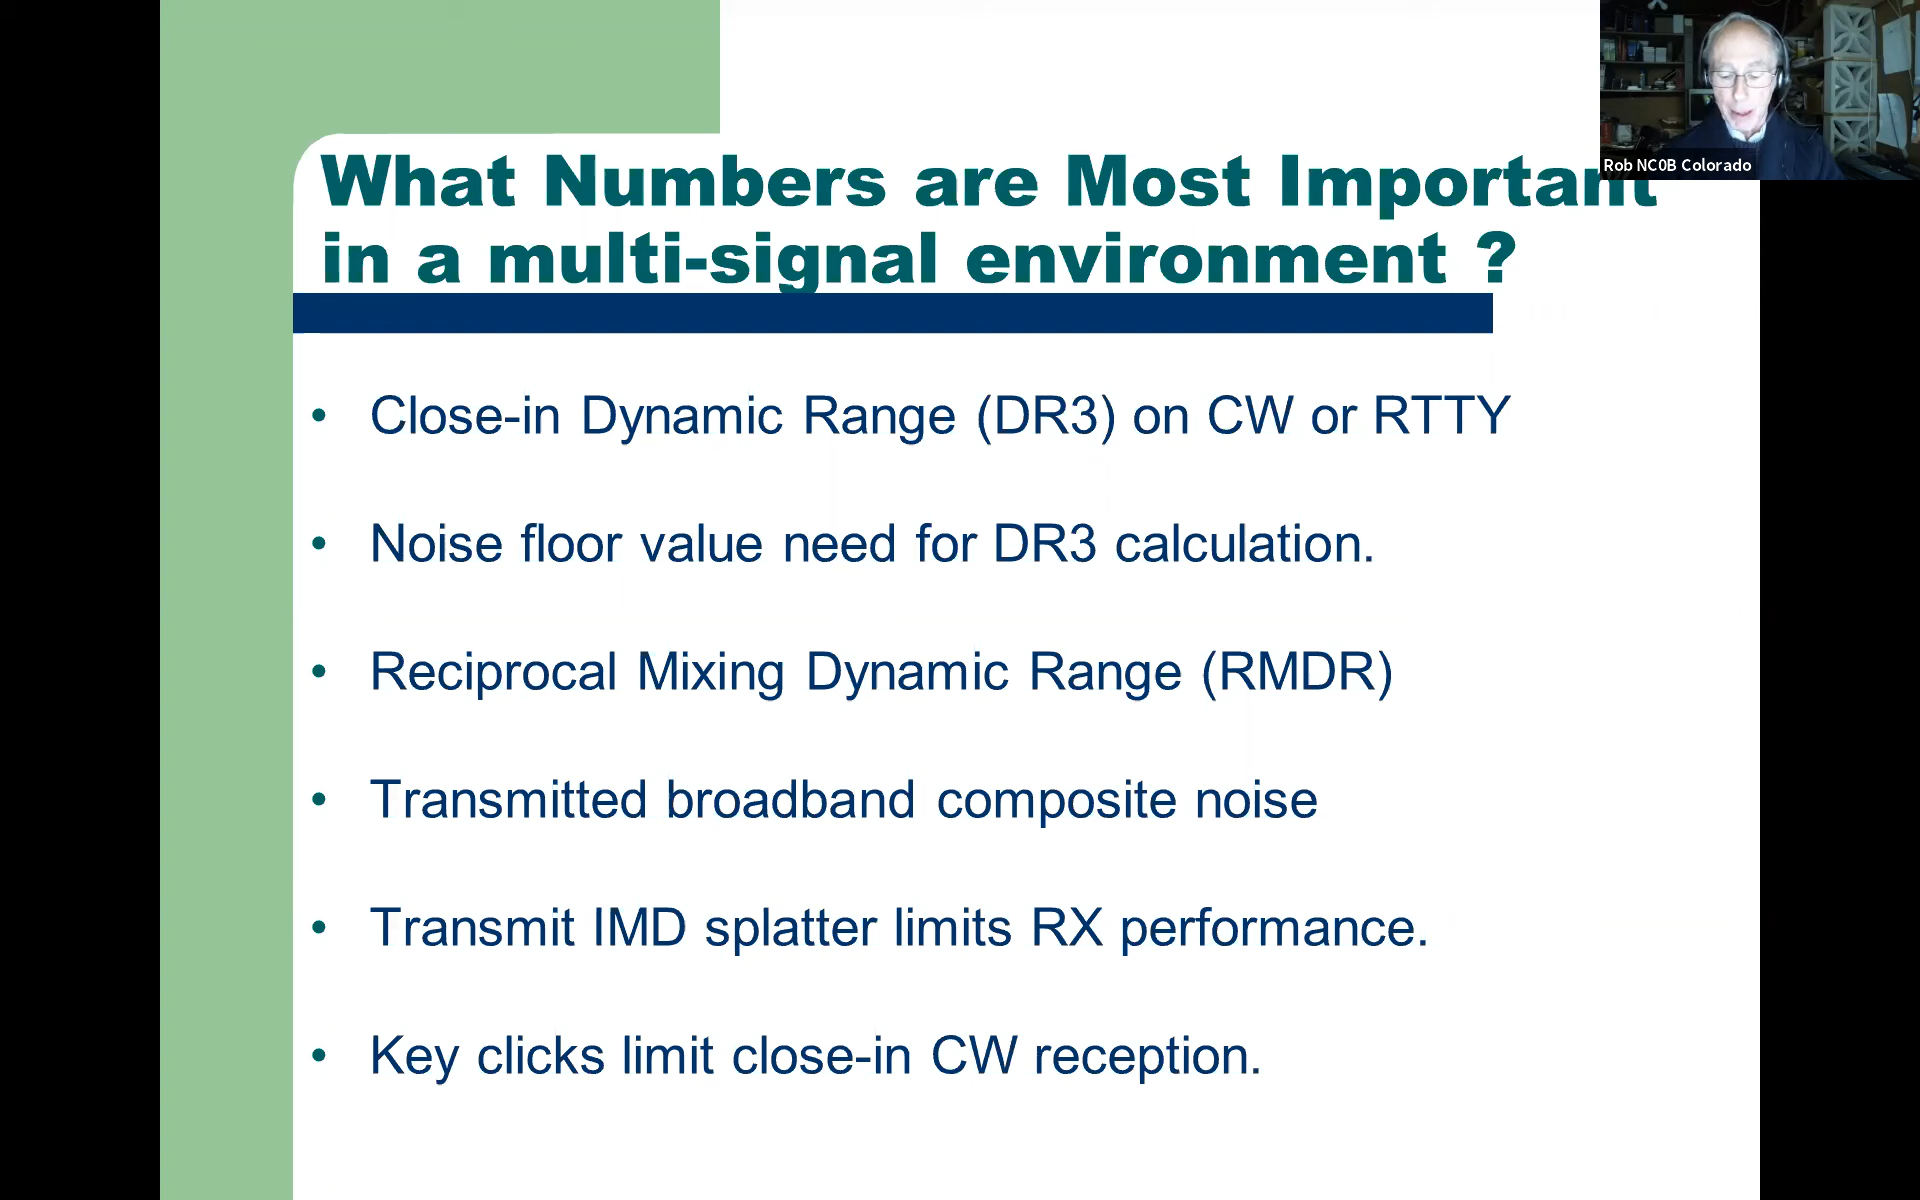 Rob NC0B Colorado
What Numbers are Most Important
in a multi-signal environment ?
• Close-in Dynamic Range (DR3) on CW or RTTY
• Noise floor value need for DR3 calculation.
• Reciprocal Mixing Dynamic Range (RMDR)
• Transmitted broadband composite noise
• Transmit IMD splatter limits RX performance.
• Key clicks limit close-in CW reception.